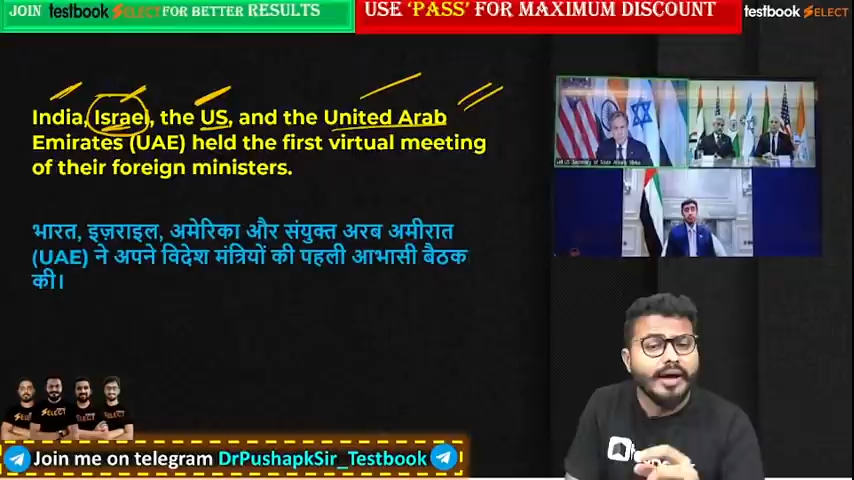 JOIN testbook SELECT FOR BETTER RESULTS
USE ‘PASS’ FOR MAXIMUM DISCOUNT
testbook SELECT
India, Israel, the US, and the United Arab
Emirates (UAE) held the first virtual meeting
of their foreign ministers.
भारत, इज़राइल, अमेरिका और संयुक्त अरब अमीरात
(UAE) ने अपने विदेश मंत्रियों की पहली आभासी बैठक
की।
Join me on telegram DrPushapkSir_Testbook